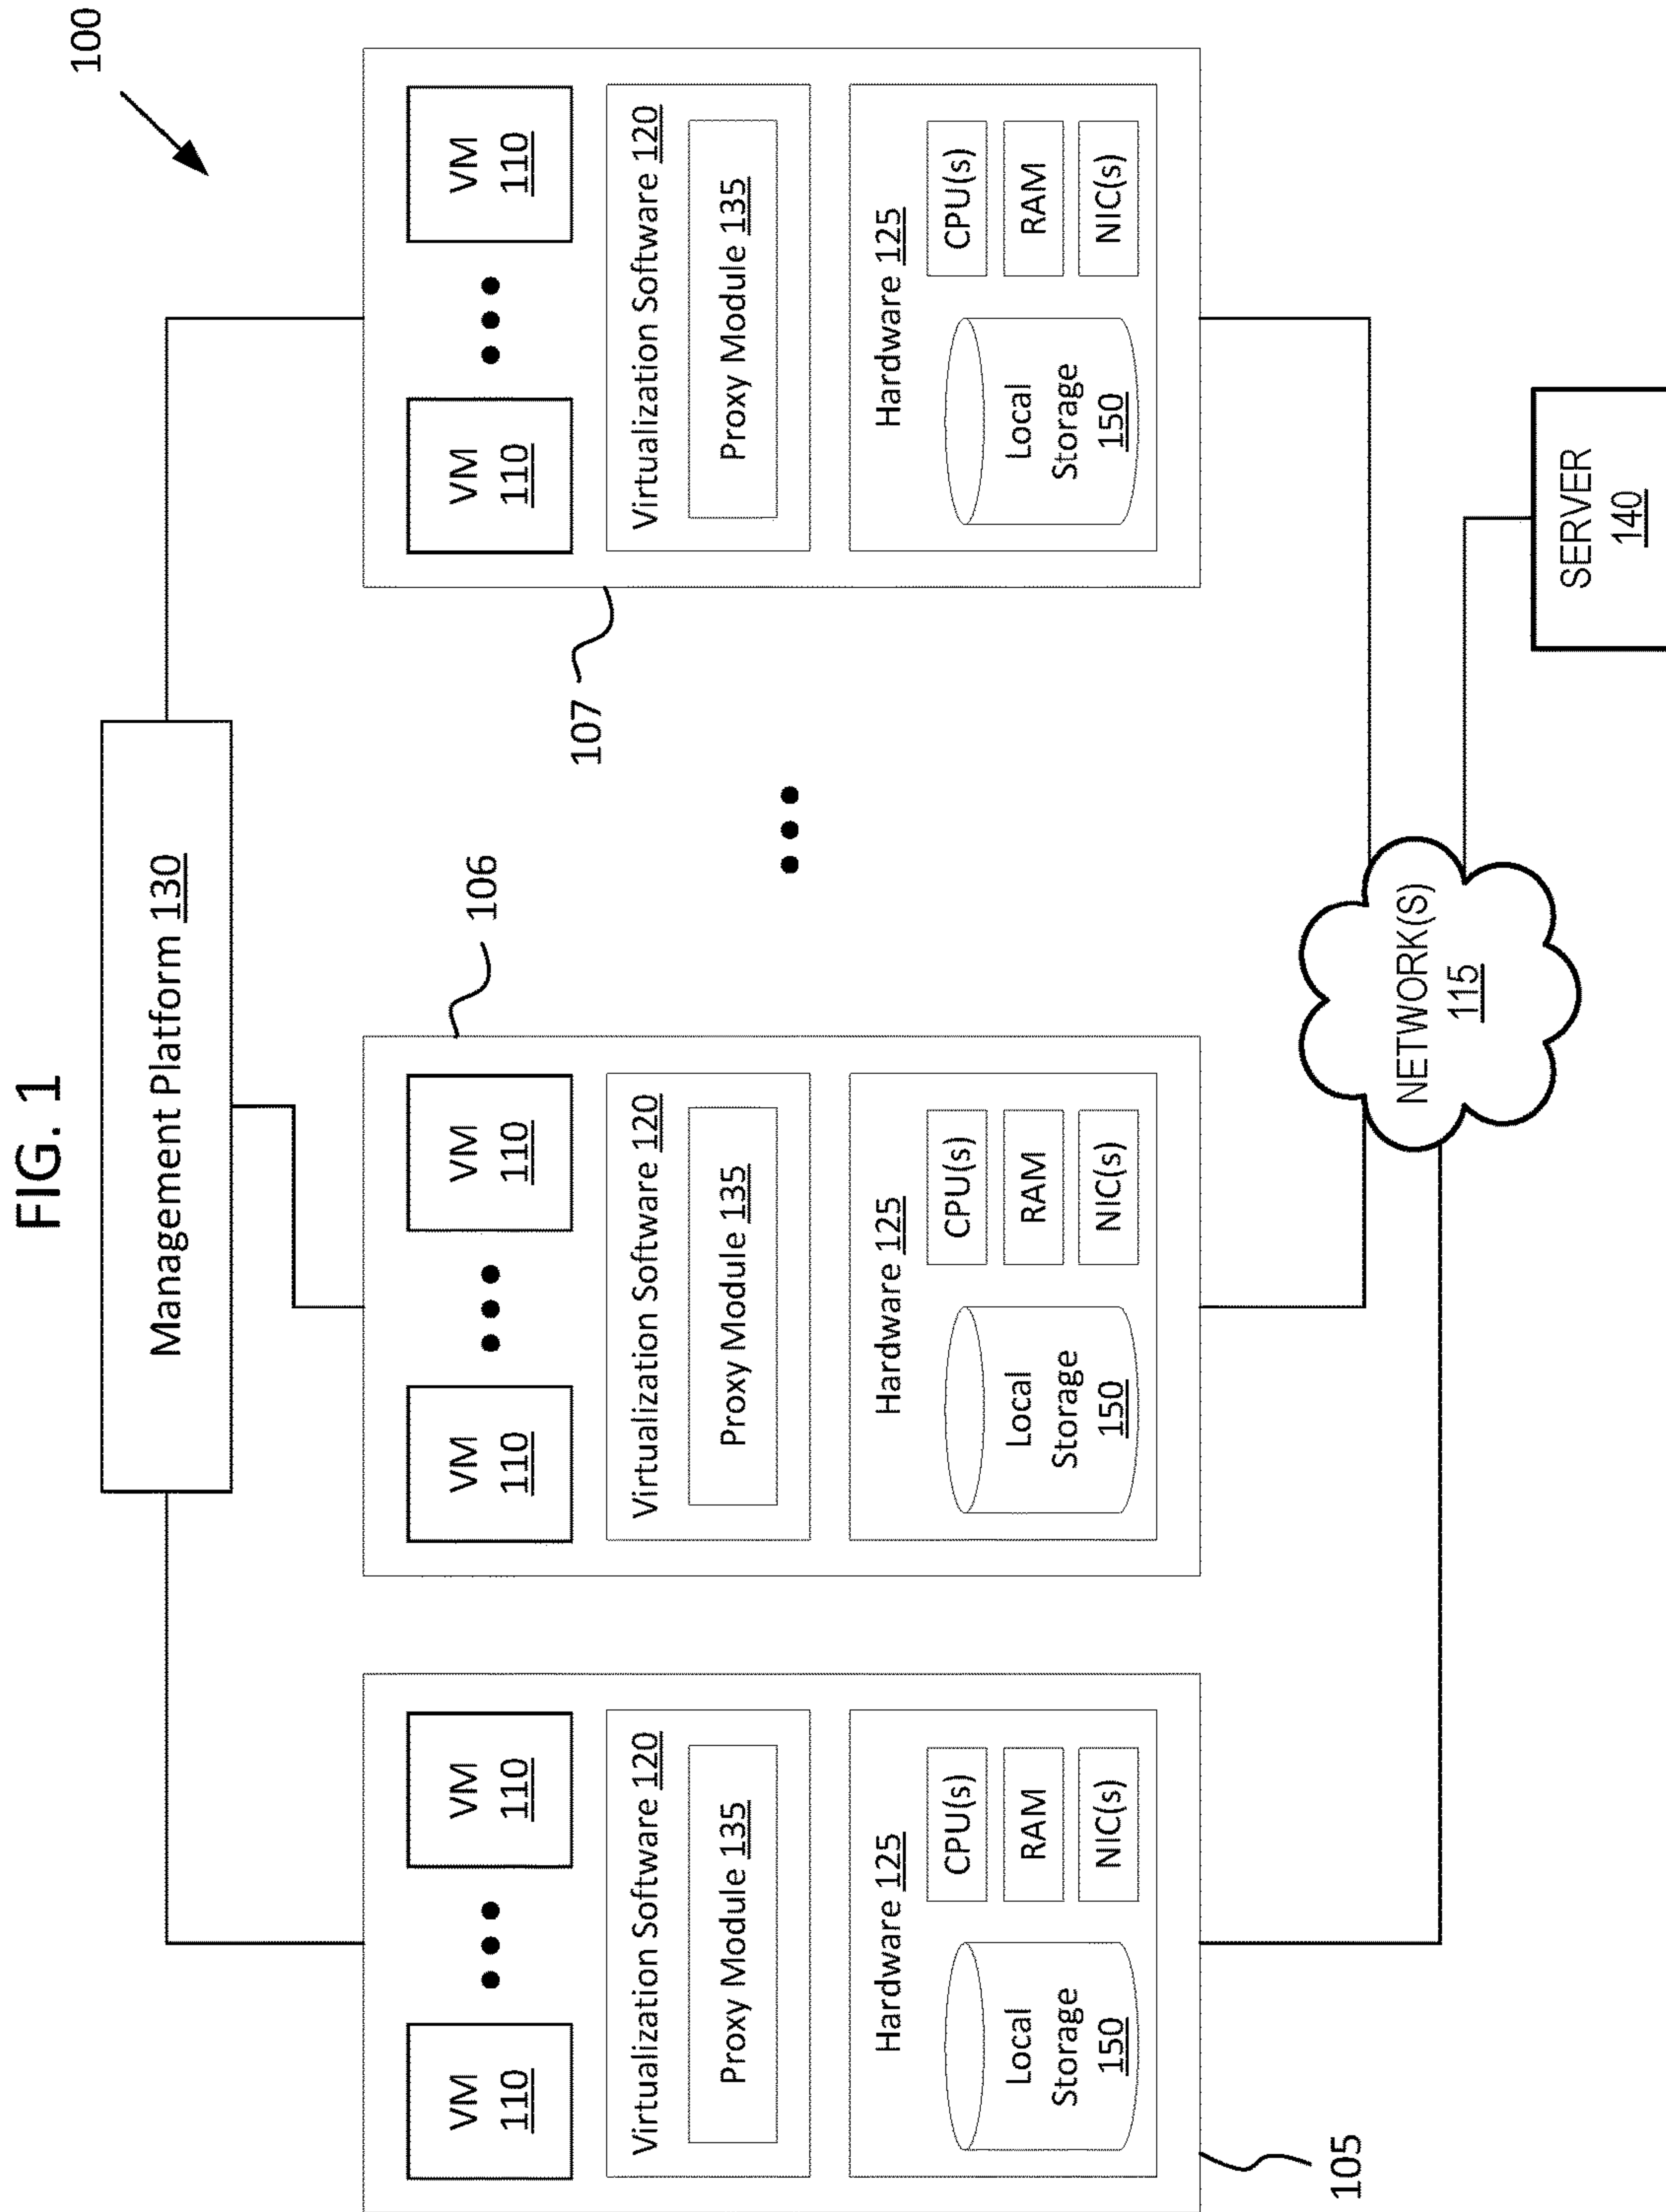 FIG. 1
100
Management Platform 130
106
107
105
VM
110
VM
110
Virtualization Software 120
Proxy Module 135
Hardware 125
Local
Storage
150
CPU(s)
RAM
NIC(s)
VM
110
VM
110
Virtualization Software 120
Proxy Module 135
Hardware 125
Local
Storage
150
CPU(s)
RAM
NIC(s)
VM
110
VM
110
Virtualization Software 120
Proxy Module 135
Hardware 125
Local
Storage
150
CPU(s)
RAM
NIC(s)
NETWORK(S)
115
SERVER
140